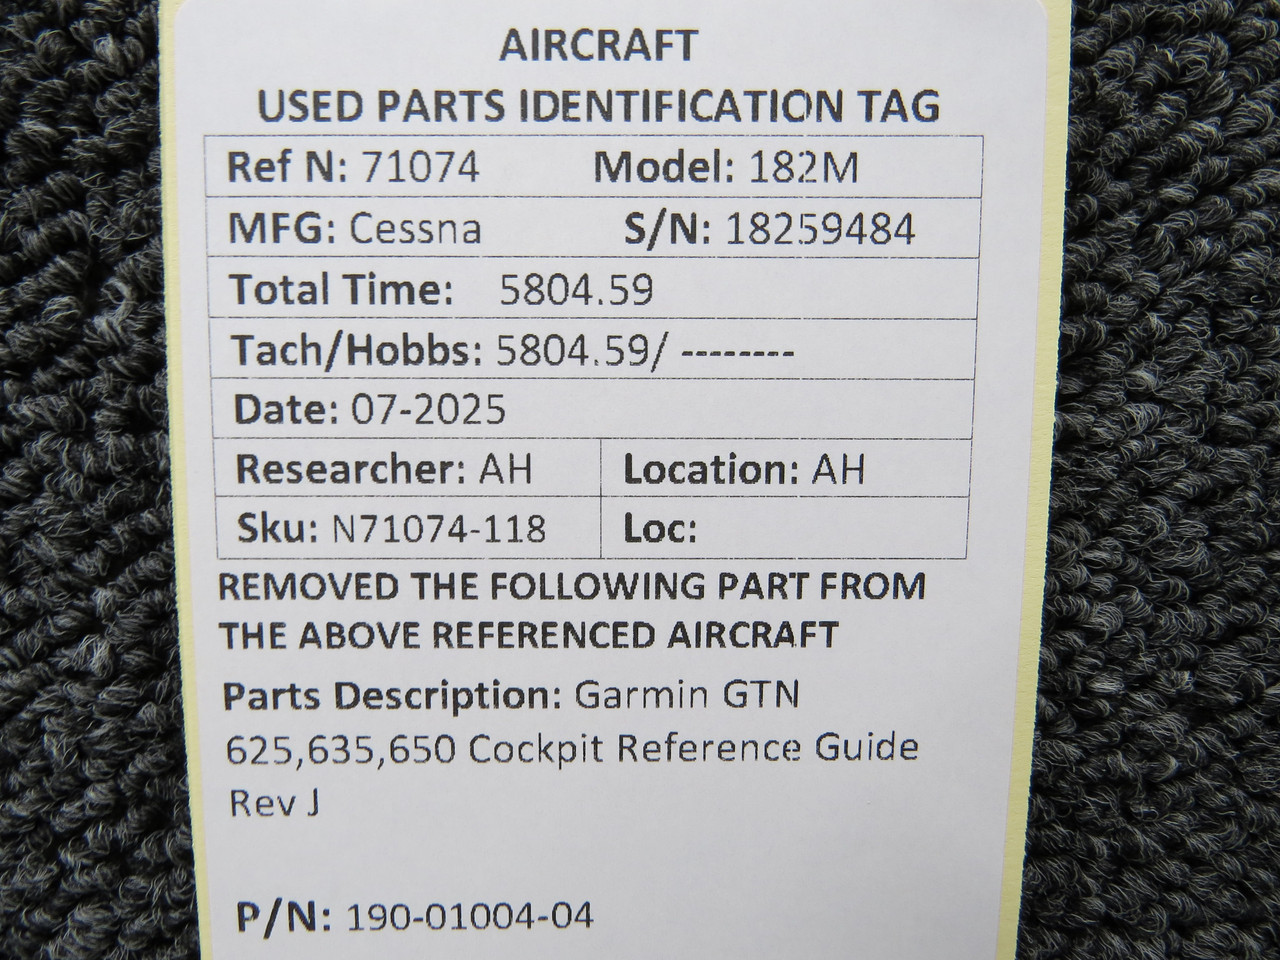 AIRCRAFT
USED PARTS IDENTIFICATION TAG
Ref N: 71074 Model: 182M
MFG: Cessna S/N: 18259484
Total Time: 5804.59
Tach/Hobbs: 5804.59/ --------
Date: 07-2025
Researcher: AH Location: AH
Sku: N71074-118 Loc:
REMOVED THE FOLLOWING PART FROM
THE ABOVE REFERENCED AIRCRAFT
Parts Description: Garmin GTN
625,635,650 Cockpit Reference Guide
Rev J
P/N: 190-01004-04